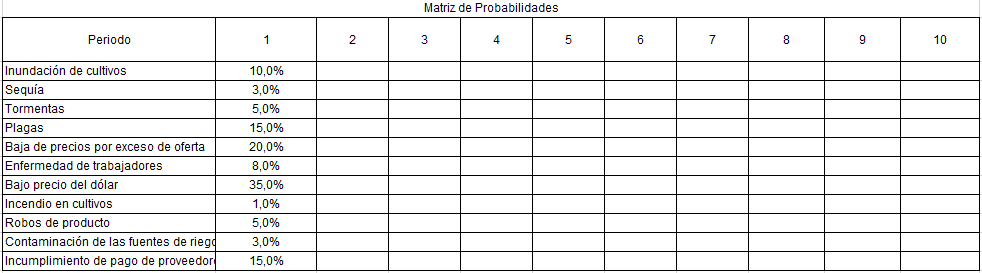 Matriz de Probabilidades
Periodo 1 2 3 4 5 6 7 8 9 10
Inundación de cultivos 10,0%
Sequía 3,0%
Tormentas 5,0%
Plagas 15,0%
Baja de precios por exceso de oferta 20,0%
Enfermedad de trabajadores 8,0%
Bajo precio del dólar 35,0%
Incendio en cultivos 1,0%
Robos de producto 5,0%
Contaminación de las fuentes de riego 3,0%
Incumplimiento de pago de proveedor 15,0%